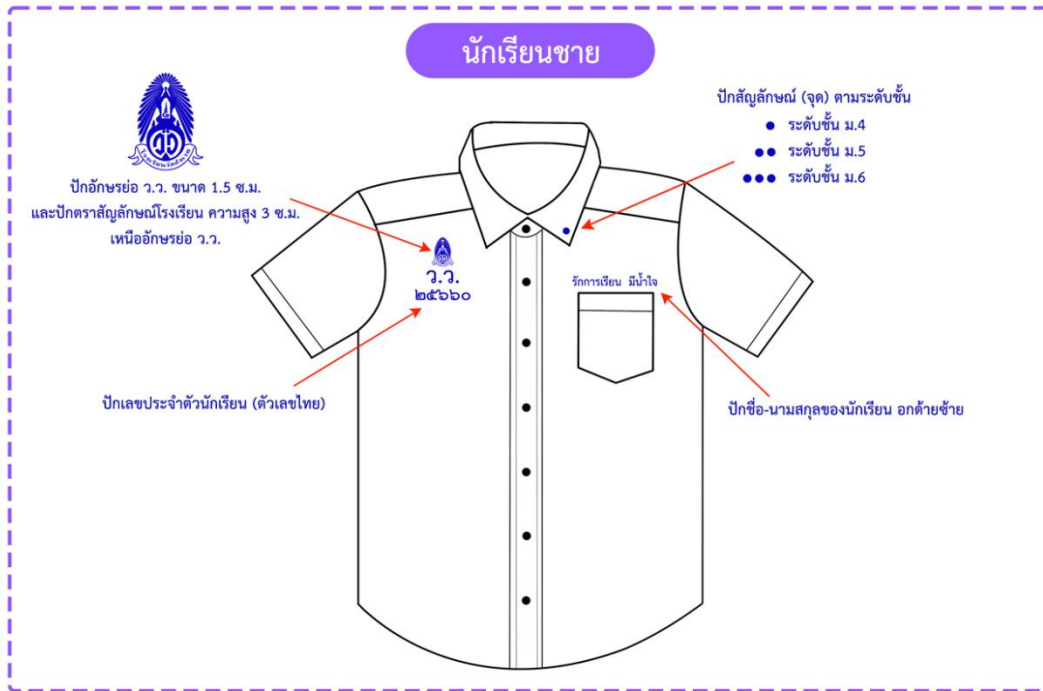 นักเรียนชาย
ปักอักษรย่อ ว.ว. ขนาด 1.5 ซ.ม.
และปักตราสัญลักษณ์โรงเรียน ความสูง 3 ซ.ม.
เหนืออักษรย่อ ว.ว.
ปักสัญลักษณ์ (จุด) ตามระดับชั้น
● ระดับชั้น ม.4
●● ระดับชั้น ม.5
●●● ระดับชั้น ม.6
ว.ว.
๒๕๖๖๐
รักการเรียน มีน้ำใจ
ปักเลขประจำตัวนักเรียน (ตัวเลขไทย)
ปักชื่อ-นามสกุลของนักเรียน อกด้ายซ้าย